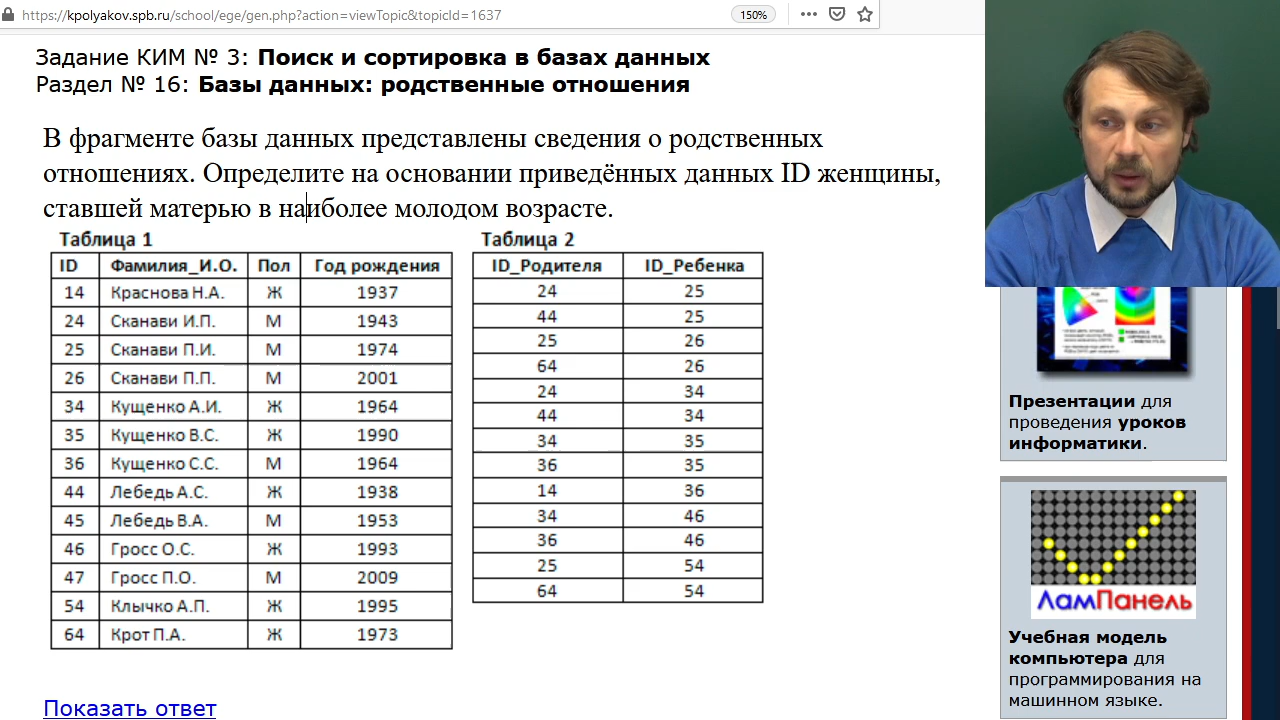 https://kpolyakov.spb.ru/school/ege/gen.php?action=viewTopic&topicId=1637
150%
Задание КИМ № 3: Поиск и сортировка в базах данных
Раздел № 16: Базы данных: родственные отношения
В фрагменте базы данных представлены сведения о родственных
отношениях. Определите на основании приведённых данных ID женщины,
ставшей матерью в наиболее молодом возрасте.
Таблица 1
ID Фамилия_И.О. Пол Год рождения
14 Краснова Н.А. Ж 1937
24 Сканави И.П. М 1943
25 Сканави П.И. М 1974
26 Сканави П.П. М 2001
34 Кущенко А.И. Ж 1964
35 Кущенко В.С. Ж 1990
36 Кущенко С.С. М 1964
44 Лебедь А.С. Ж 1938
45 Лебедь В.А. М 1953
46 Гросс О.С. Ж 1993
47 Гросс П.О. М 2009
54 Клычко А.П. Ж 1995
64 Крот П.А. Ж 1973
Таблица 2
ID_Родителя ID_Ребенка
24 25
44 25
25 26
64 26
24 34
44 34
34 35
36 35
14 36
34 46
36 46
25 54
64 54
Показать ответ
Презентации для
проведения уроков
информатики.
ЛамПанель
Учебная модель
компьютера для
программирования на
машинном языке.